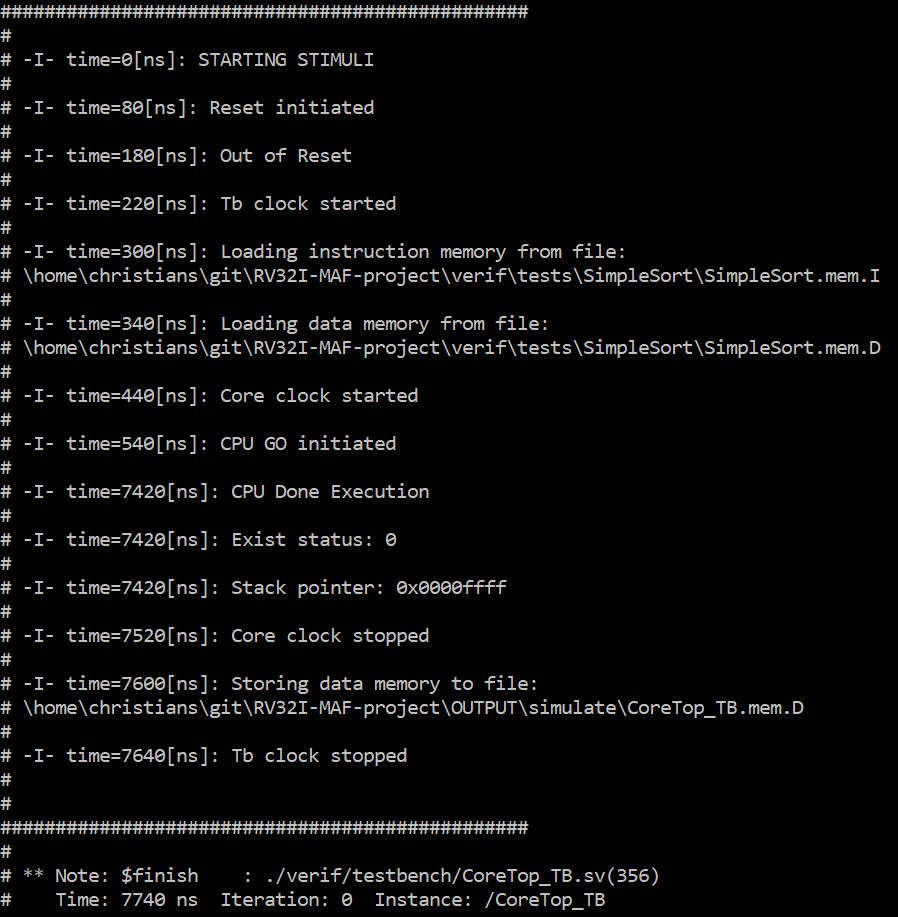 ################################################
#
# -I- time=0[ns]: STARTING STIMULI
#
# -I- time=80[ns]: Reset initiated
#
# -I- time=180[ns]: Out of Reset
#
# -I- time=220[ns]: Tb clock started
#
# -I- time=300[ns]: Loading instruction memory from file:
# \home\christians\git\RV32I-MAF-project\verif\tests\SimpleSort\SimpleSort.mem.I
#
# -I- time=340[ns]: Loading data memory from file:
# \home\christians\git\RV32I-MAF-project\verif\tests\SimpleSort\SimpleSort.mem.D
#
# -I- time=440[ns]: Core clock started
#
# -I- time=540[ns]: CPU GO initiated
#
# -I- time=7420[ns]: CPU Done Execution
#
# -I- time=7420[ns]: Exist status: 0
#
# -I- time=7420[ns]: Stack pointer: 0x0000ffff
#
# -I- time=7520[ns]: Core clock stopped
#
# -I- time=7600[ns]: Storing data memory to file:
# \home\christians\git\RV32I-MAF-project\OUTPUT\simulate\CoreTop_TB.mem.D
#
# -I- time=7640[ns]: Tb clock stopped
#
#
################################################
#
# ** Note: $finish    : ./verif/testbench/CoreTop_TB.sv(356)
#    Time: 7740 ns  Iteration: 0  Instance: /CoreTop_TB